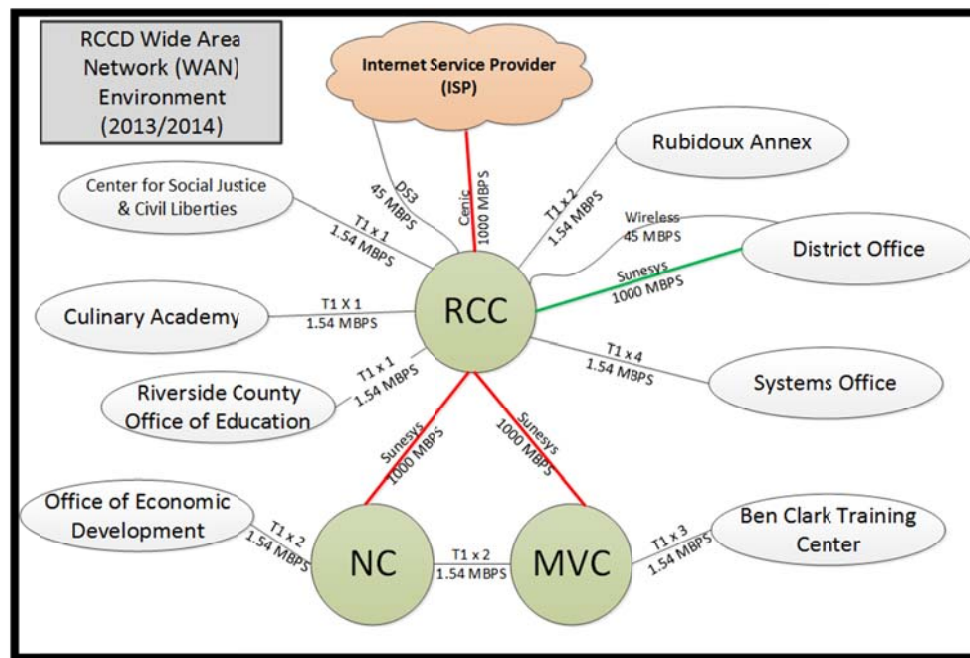 RCCD Wide Area
Network (WAN)
Environment
(2013/2014)
Internet Service Provider
(ISP)
Rubidoux Annex
Center for Social Justice
& Civil Liberties
DS3
45 MBPS
Cenic
1000 MBPS
T1 x 2
1.54 MBPS
Wireless
45 MBPS
District Office
T1 x 1
1.54 MBPS
Sunesys
1000 MBPS
Culinary Academy
T1 X 1
1.54 MBPS
RCC
T1 x 4
1.54 MBPS
Systems Office
T1 x 1
1.54 MBPS
Riverside County
Office of Education
Sunesys
1000 MBPS
Sunesys
1000 MBPS
Office of Economic
Development
T1 x 2
1.54 MBPS
NC
T1 x 2
1.54 MBPS
MVC
T1 x 3
1.54 MBPS
Ben Clark Training
Center